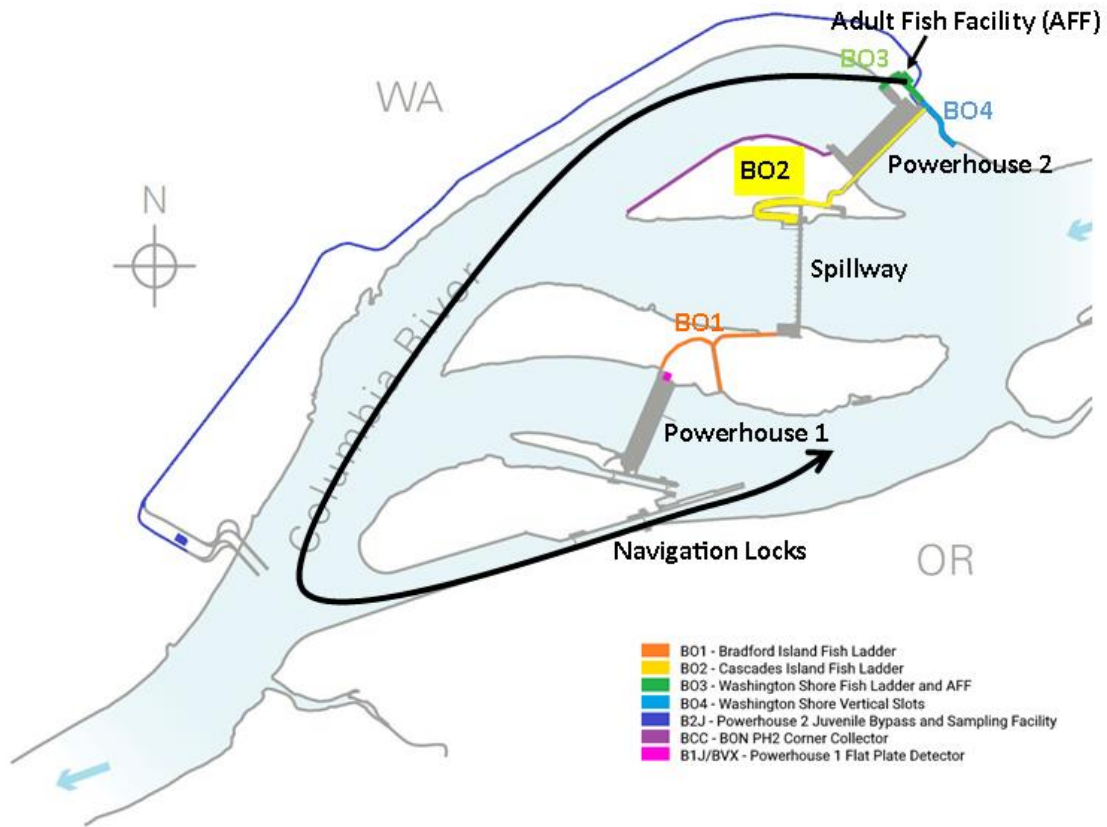 Adult Fish Facility (AFF)
BO3
WA
BO4
Powerhouse 2
BO2
N
Spillway
Columbia River
BO1
Powerhouse 1
Navigation Locks
OR
BO1 - Bradford Island Fish Ladder
BO2 - Cascades Island Fish Ladder
BO3 - Washington Shore Fish Ladder and AFF
BO4 - Washington Shore Vertical Slots
B2J - Powerhouse 2 Juvenile Bypass and Sampling Facility
BCC - BON PH2 Corner Collector
B1J/BVX - Powerhouse 1 Flat Plate Detector